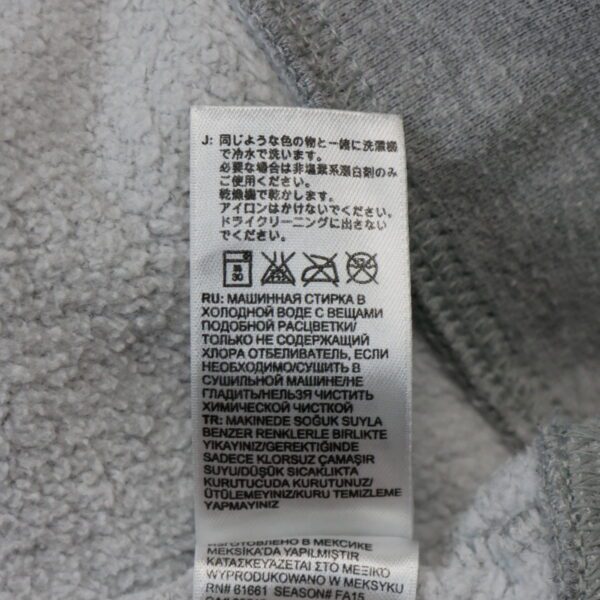 J: 同じような色の物と一緒に洗濯機
で冷水で洗います。
必要な場合は非塩素系漂白剤のみ
ご使用ください。
乾燥機で乾かします。
アイロンはかけないでください。
ドライクリーニングに出さない
でください。
30
RU: МАШИННАЯ СТИРКА В
ХОЛОДНОЙ ВОДЕ С ВЕЩАМИ
ПОДОБНОЙ РАСЦВЕТКИ/
ТОЛЬКО НЕ СОДЕРЖАЩИЙ
ХЛОРА ОТБЕЛИВАТЕЛЬ, ЕСЛИ
НЕОБХОДИМО/СУШИТЬ В
СУШИЛЬНОЙ МАШИНЕ/НЕ
ГЛАДИТЬ/НЕЛЬЗЯ ЧИСТИТЬ
ХИМИЧЕСКОЙ ЧИСТКОЙ
TR: MAKINEDE SOĞUK SUYLA
BENZER RENKLERLE BIRLIKTE
YIKAYINIZ/GEREKTIĞINDE
SADECE KLORSUZ ÇAMAŞIR
SUYU/DÜŞÜK SICAKLIKTA
KURUTUCUDA KURUTUNUZ/
ÜTÜLEMEYINIZ/KURU TEMIZLEME
YAPMAYINIZ
ИЗГОТОВЛЕНО В МЕКСИКЕ
MEKSİKA'DA YAPILMIŞTIR
ΚΑΤΑΣΚΕΥΑΖΕΤΑΙ ΣΤΟ ΜΕΞΙΚΟ
WYPRODUKOWANO W MEKSYKU
RN# 61661 SEASON# FA15